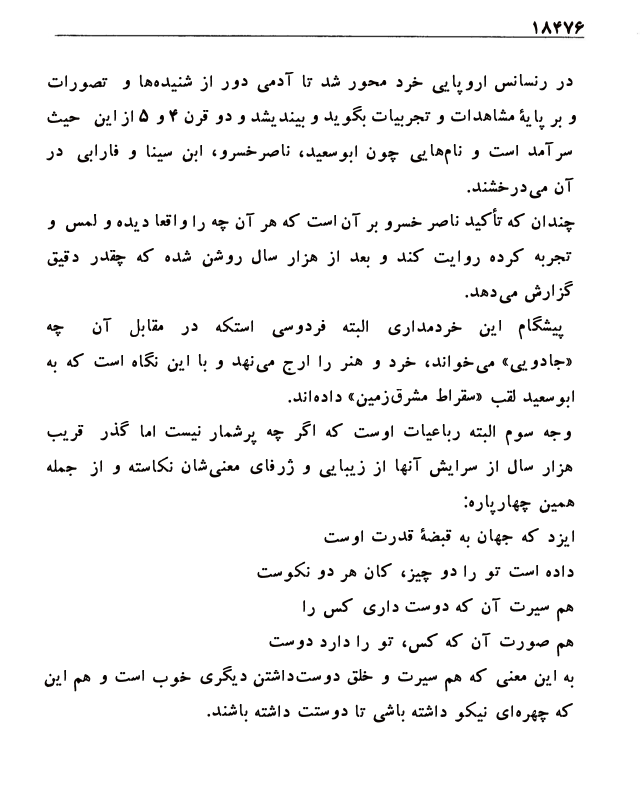 ۱۸۴۷۶
در رنسانس اروپایی خرد محور شد تا آدمی دور از شنیده‌ها و تصورات
و بر پایهٔ مشاهدات و تجربیات بگوید و بیندیشد و دو قرن ۴ و ۵ از این حیث
سرآمد است و نام‌هایی چون ابوسعید، ناصرخسرو، ابن سینا و فارابی در
آن می‌درخشند.
چندان که تأکید ناصر خسرو بر آن است که هر آن چه را واقعا دیده و لمس و
تجربه کرده روایت کند و بعد از هزار سال روشن شده که چقدر دقیق
گزارش می‌دهد.
پیشگام این خردمداری البته فردوسی استکه در مقابل آن چه
«جادویی» می‌خواند، خرد و هنر را ارج می‌نهد و با این نگاه است که به
ابوسعید لقب «سقراط مشرق‌زمین» داده‌اند.
وجه سوم البته رباعیات اوست که اگر چه پرشمار نیست اما گذر قریب
هزار سال از سرایش آنها از زیبایی و ژرفای معنی‌شان نکاسته و از جمله
همین چهارپاره:
ایزد که جهان به قبضهٔ قدرت اوست
داده است تو را دو چیز، کان هر دو نکوست
هم سیرت آن که دوست داری کس را
هم صورت آن که کس، تو را دارد دوست
به این معنی که هم سیرت و خلق دوست‌داشتن دیگری خوب است و هم این
که چهره‌ای نیکو داشته باشی تا دوستت داشته باشند.